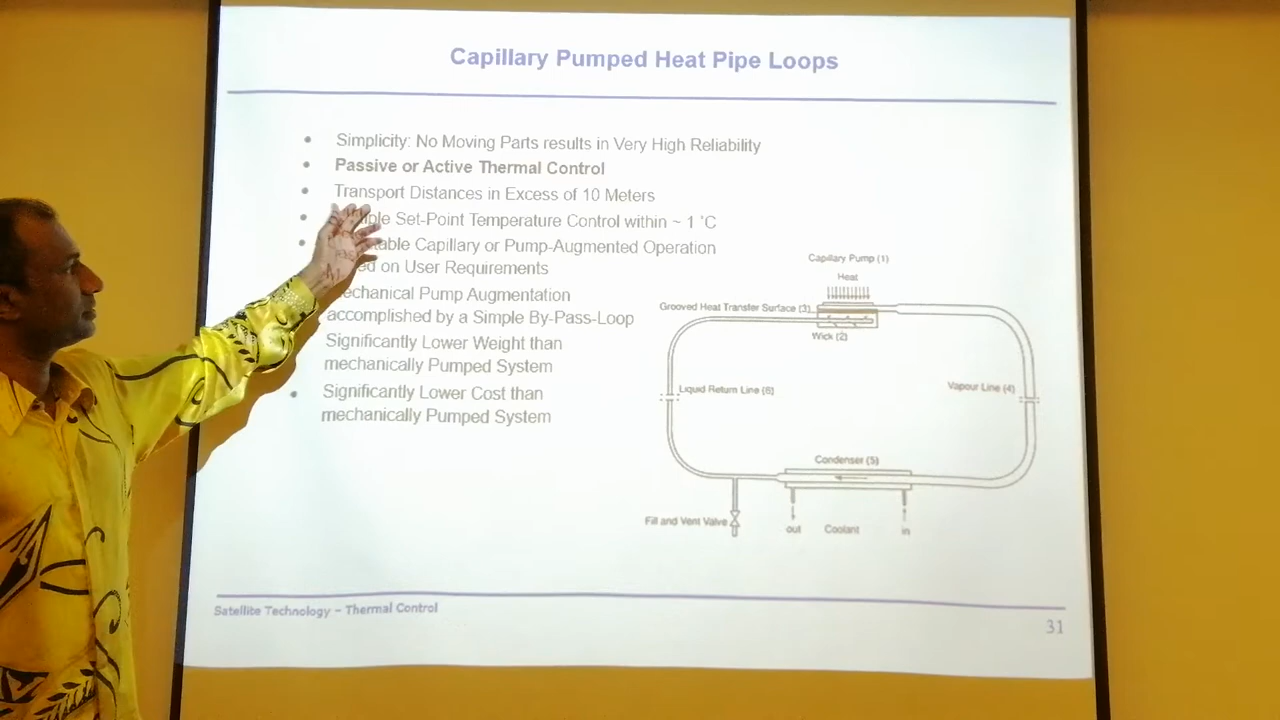 Capillary Pumped Heat Pipe Loops
• Simplicity: No Moving Parts results in Very High Reliability
• Passive or Active Thermal Control
• Transport Distances in Excess of 10 Meters
• Set-Point Temperature Control within ~ 1 °C
• Capillary or Pump-Augmented Operation
on User Requirements
Mechanical Pump Augmentation
accomplished by a Simple By-Pass-Loop
Significantly Lower Weight than
mechanically Pumped System
• Significantly Lower Cost than
mechanically Pumped System
Capillary Pump (1)
Heat
Grooved Heat Transfer Surface (3)
Wick (2)
Liquid Return Line (6)
Vapour Line (4)
Condenser (5)
Fill and Vent Valve
out
Coolant
in
Satellite Technology – Thermal Control
31